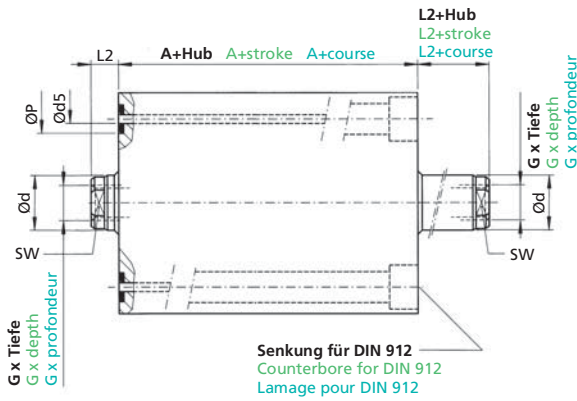 L2+Hub
L2+stroke
L2+course
L2
A+Hub A+stroke A+course
ØP
Ød5
G x Tiefe
G x depth
G x profondeur
Ød
Ød
SW
SW
G x Tiefe
G x depth
G x profondeur
Senkung für DIN 912
Counterbore for DIN 912
Lamage pour DIN 912